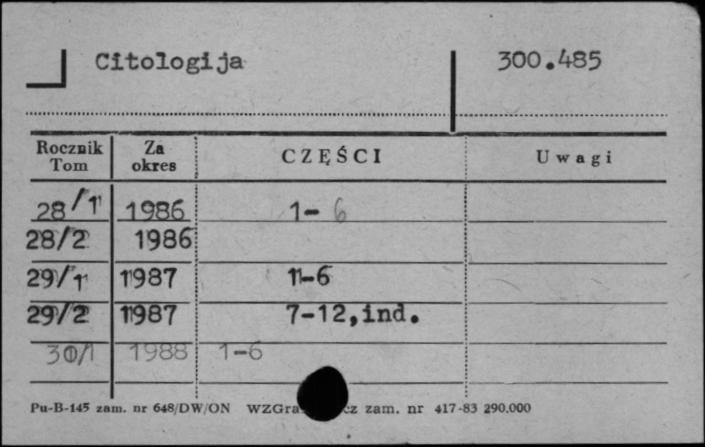 Citologija 300.485
Rocznik Tom Za okres CZĘŚCI Uwagi
28/1 1986 1-6
28/2 1986
29/1 1987 1-6
29/2 1987 7-12,ind.
30/1 1988 1-6
Pu-B-145 zam. nr 648/DW/ON WZGra cz zam. nr 417-83 290.000